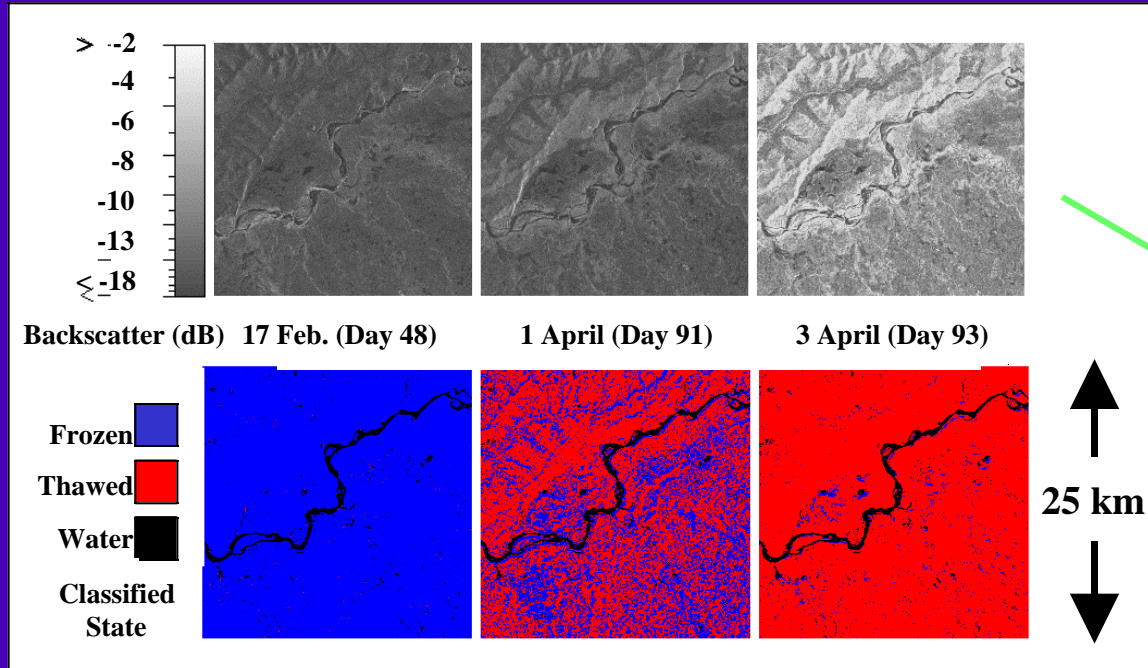 > -2
-4
-6
-8
-10
-13
< -18
Backscatter (dB) 17 Feb. (Day 48) 1 April (Day 91) 3 April (Day 93)
Frozen
Thawed
Water
Classified
State
25 km